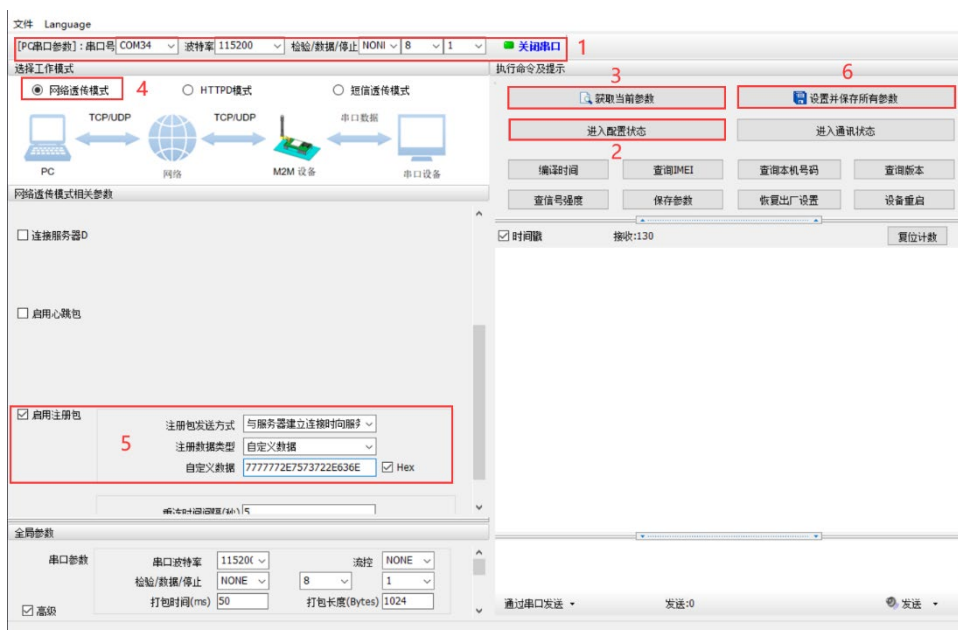 文件 Language
[PC串口参数]:串口号 COM34 波特率 115200 检验/数据/停止 NONI 8 1 关闭串口 1
选择工作模式
网络透传模式 4 HTTPD模式 短信透传模式
TCP/UDP TCP/UDP 串口数据
PC 网络 M2M 设备 串口设备
网络透传模式相关参数
连接服务器D
启用心跳包
启用注册包
注册包发送方式 与服务器建立连接时向服
5 注册数据类型 自定义数据
自定义数据 7777772E7573722E636E Hex
重连时间间隔(秒) 5
全局参数
串口参数 串口波特率 11520( 流控 NONE
检验/数据/停止 NONE 8 1
打包时间(ms) 50 打包长度(Bytes) 1024
高级
执行命令及提示
3 6
获取当前参数 设置并保存所有参数
进入配置状态 进入通讯状态
2
编译时间 查询IMEI 查询本机号码 查询版本
查信号强度 保存参数 恢复出厂设置 设备重启
时间戳 接收:130 复位计数
通过串口发送 发送:0 发送